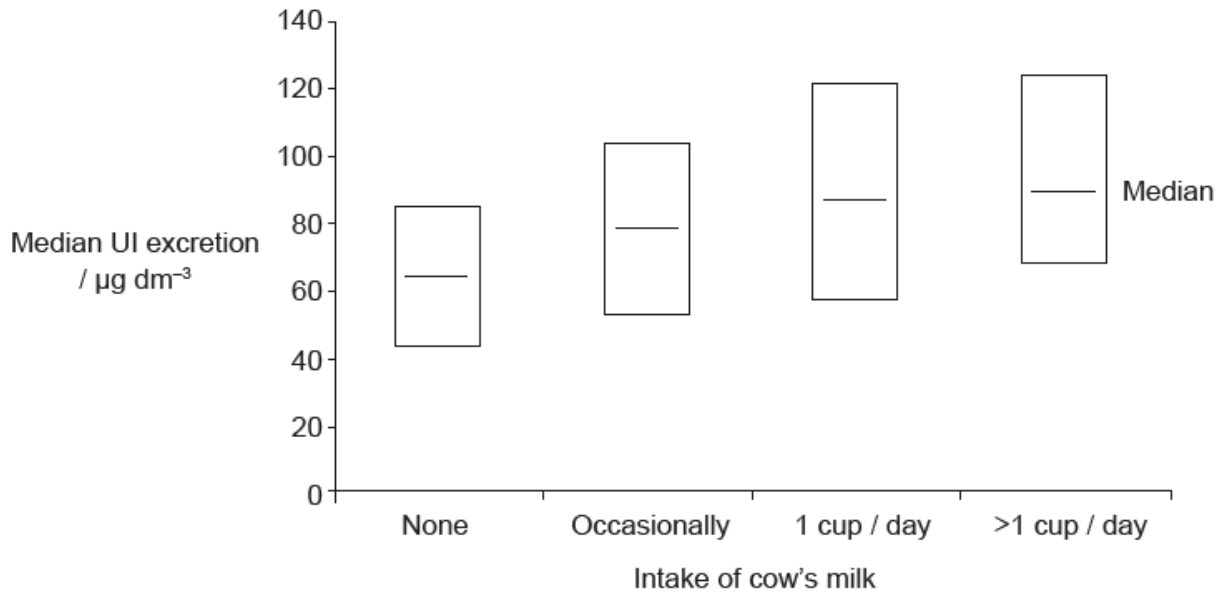 140
120
100
80
60
40
20
0
Median UI excretion
/ µg dm⁻³
Median
None
Occasionally
1 cup / day
>1 cup / day
Intake of cow's milk